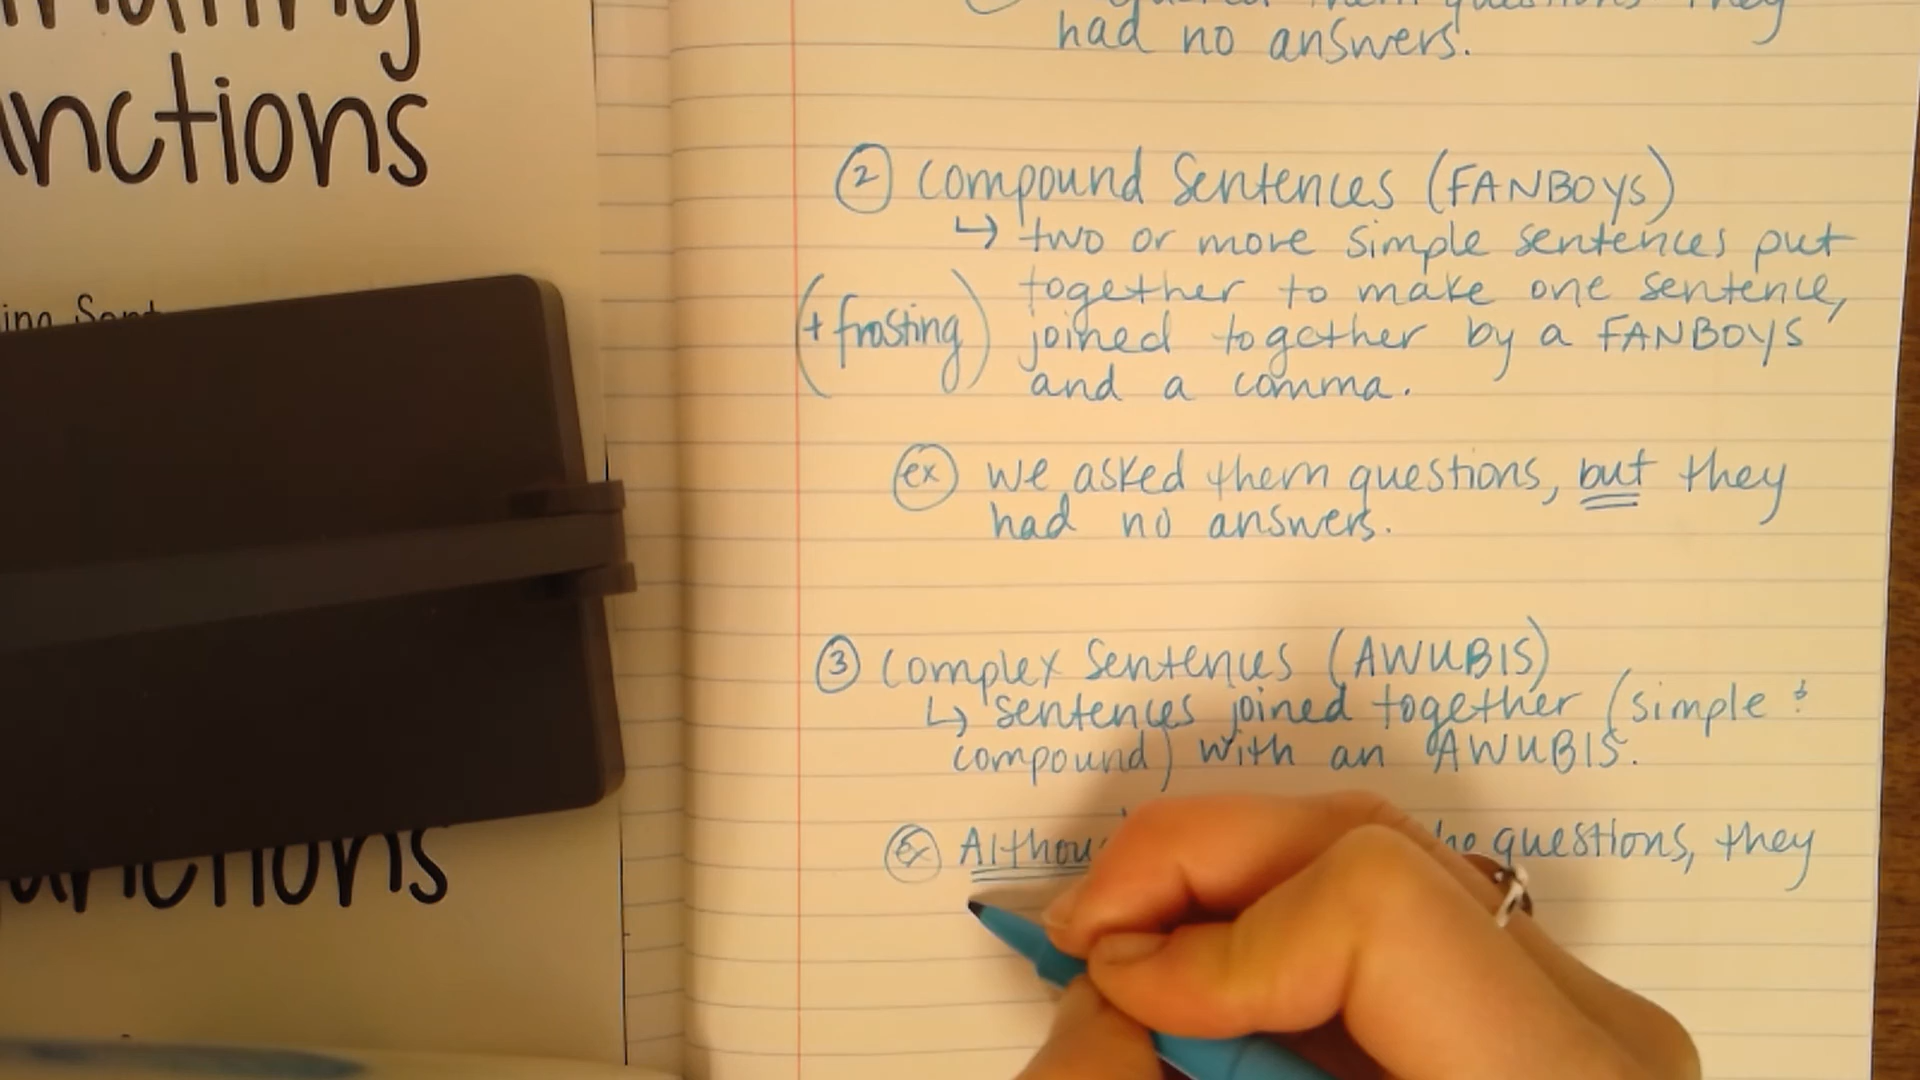 nctions
ing Sent
had no answers.
② Compound Sentences (FANBOYS)
↳ two or more simple sentences put
together to make one sentence,
(+ frosting) joined together by a FANBOYS
and a comma.
ex we asked them questions, but they
had no answers.
③ Complex Sentences (AWUBIS)
↳ sentences joined together (simple &
compound) with an AWUBIS.
Ex Althou questions, they
unctions